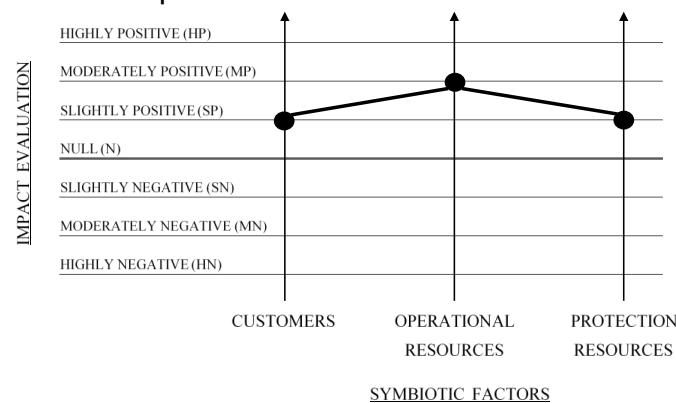 HIGHLY POSITIVE (HP)
MODERATELY POSITIVE (MP)
SLIGHTLY POSITIVE (SP)
NULL (N)
SLIGHTLY NEGATIVE (SN)
MODERATELY NEGATIVE (MN)
HIGHLY NEGATIVE (HN)
IMPACT EVALUATION
CUSTOMERS
OPERATIONAL
RESOURCES
PROTECTION
RESOURCES
SYMBIOTIC FACTORS